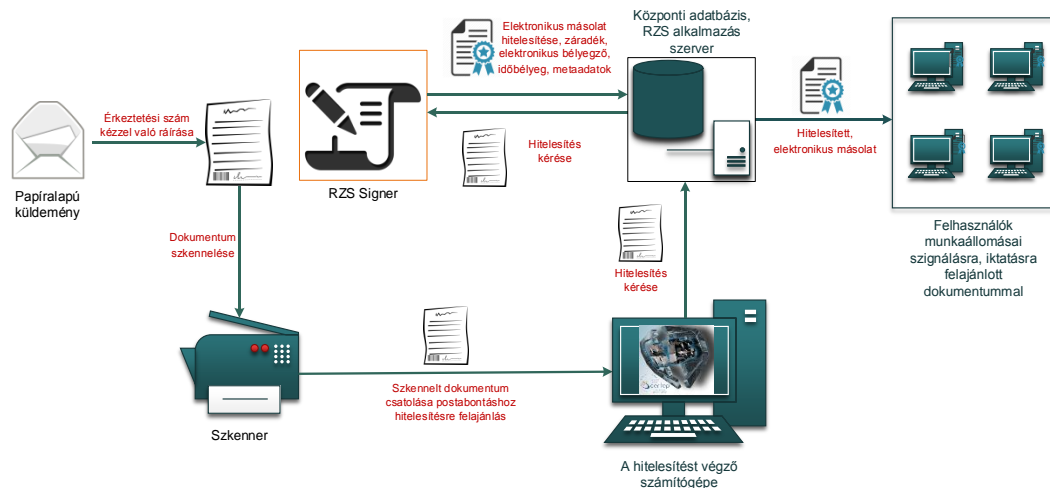 Papíralapú
küldemény
Érkeztetési szám
kézzel való ráírása
Dokumentum
szkennelése
Szkenner
Szkennelt dokumentum
csatolása postabontáshoz
hitelesítésre felajánlás
A hitelesítést végző
számítógépe
Hitelesítés
kérése
Központi adatbázis,
RZS alkalmazás
szerver
Hitelesítés
kérése
RZS Signer
Elektronikus másolat
hitelesítése, záradék,
elektronikus bélyegző,
időbélyeg, metaadatok
Hitelesített,
elektronikus másolat
Felhasználók
munkaállomásai
szignálásra, iktatásra
felajánlott
dokumentummal